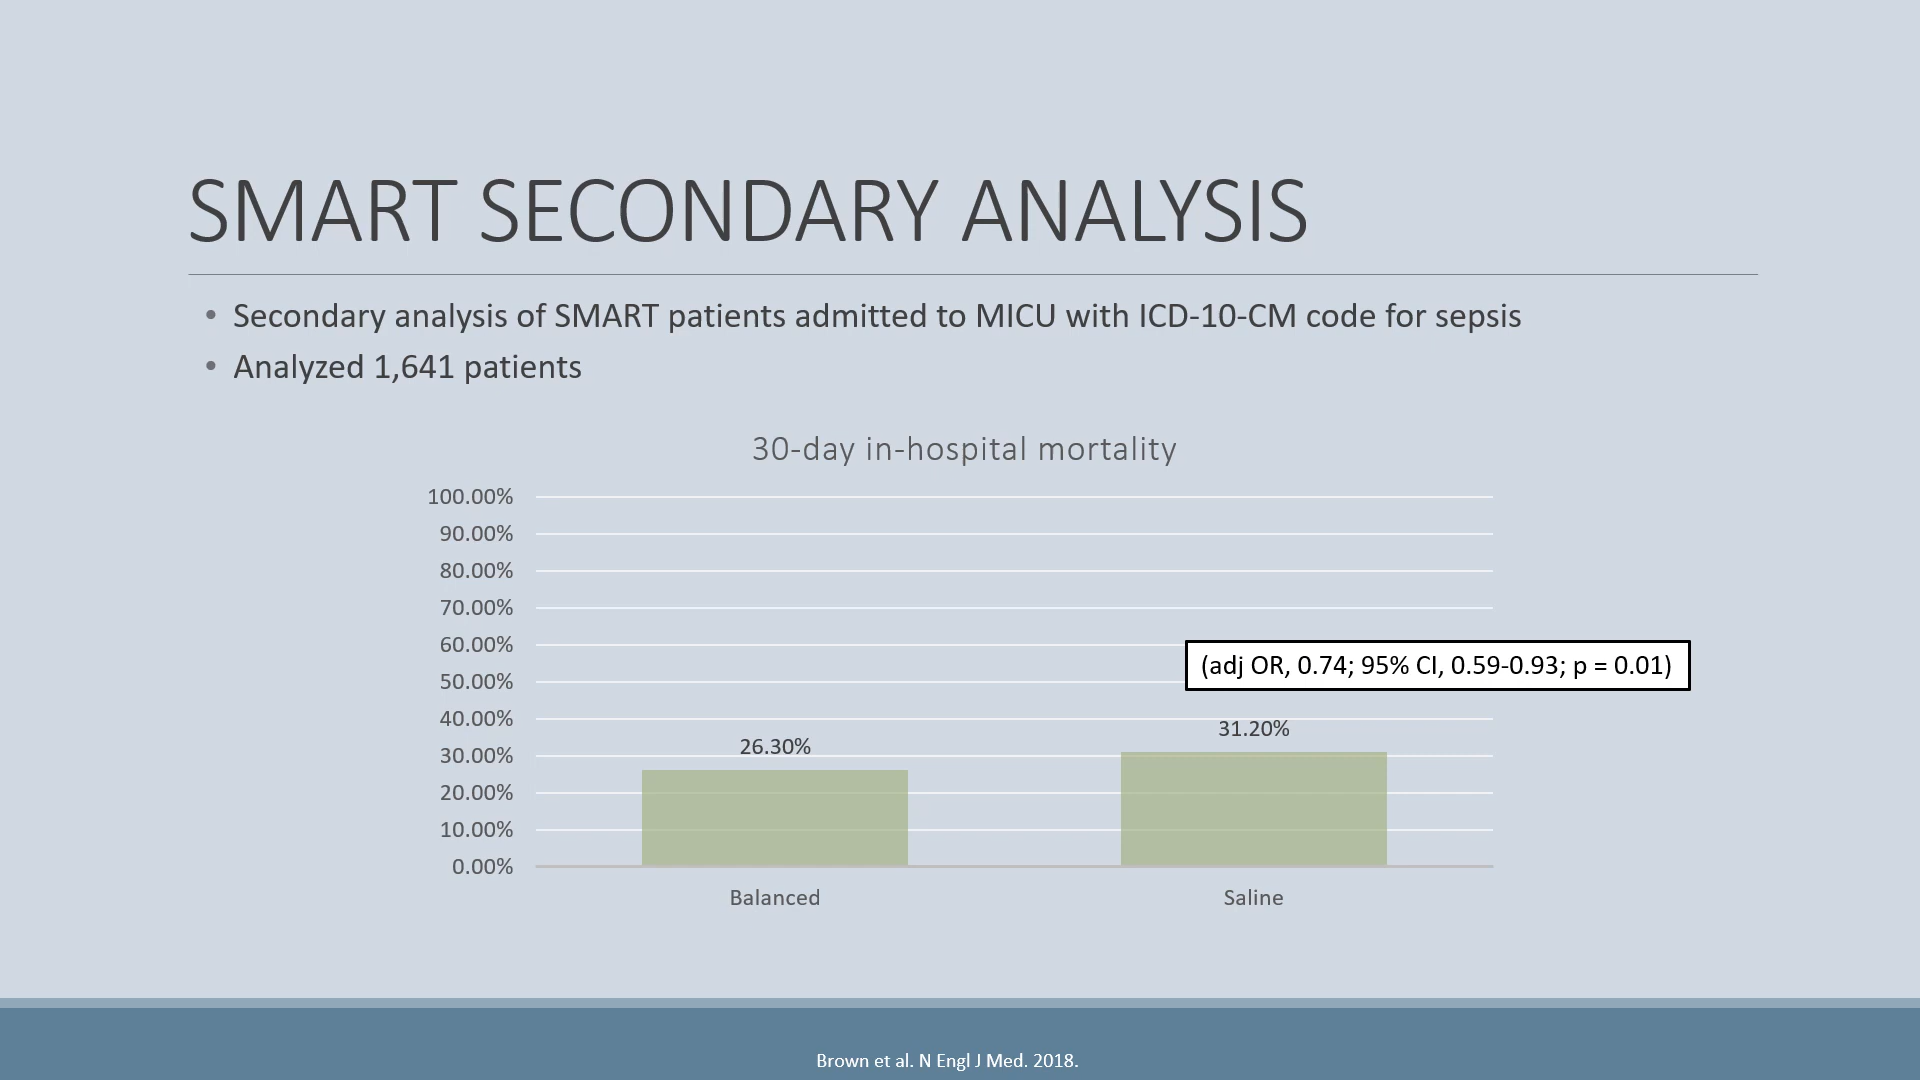 SMART SECONDARY ANALYSIS
• Secondary analysis of SMART patients admitted to MICU with ICD-10-CM code for sepsis
• Analyzed 1,641 patients
30-day in-hospital mortality
100.00%
90.00%
80.00%
70.00%
60.00%
50.00%
40.00%
30.00%
20.00%
10.00%
0.00%
(adj OR, 0.74; 95% CI, 0.59-0.93; p = 0.01)
26.30%
31.20%
Balanced
Saline
Brown et al. N Engl J Med. 2018.